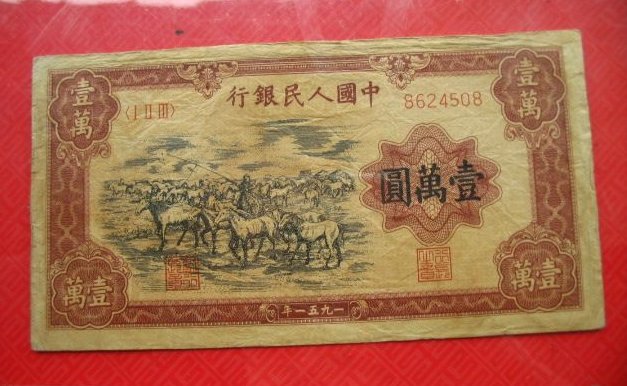 中國人民銀行
〈I II III〉
8624508
壹萬
壹萬
壹萬圓
壹萬
壹萬
一九五一年